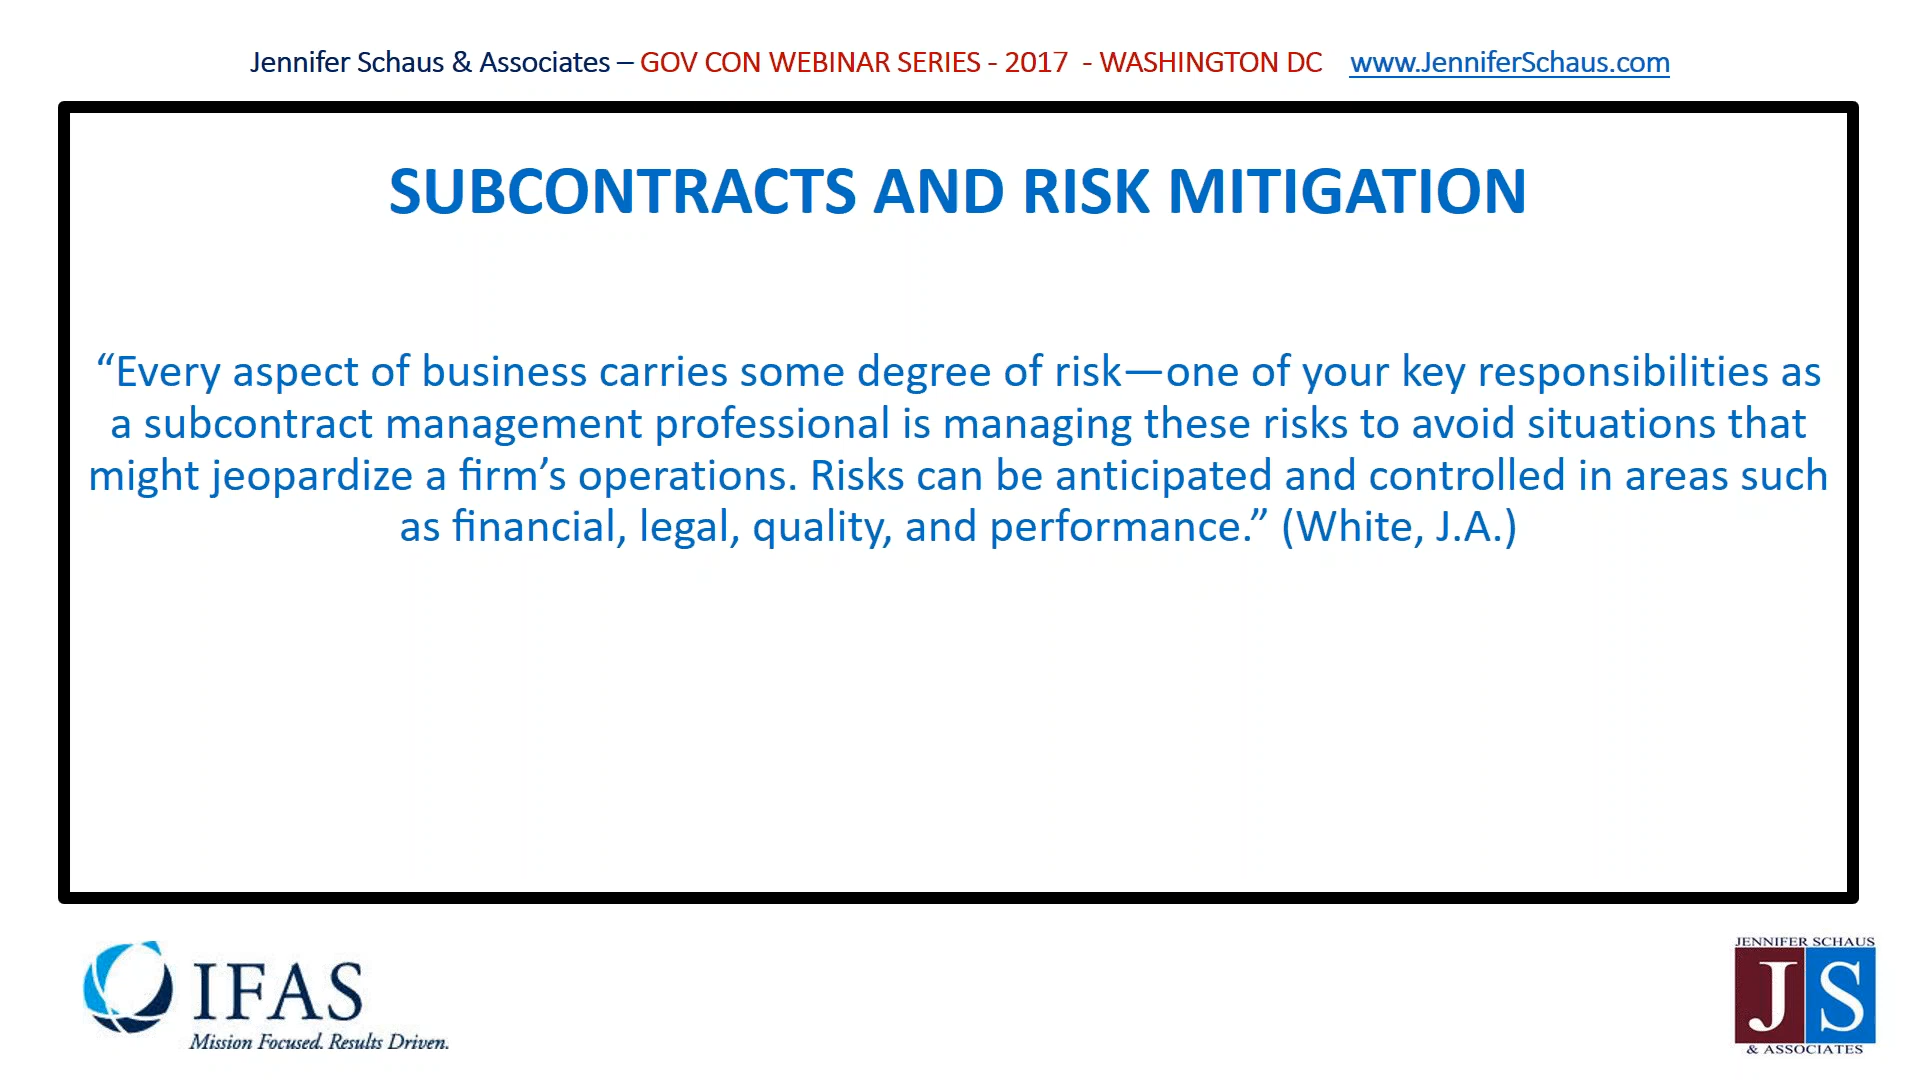 Jennifer Schaus & Associates – GOV CON WEBINAR SERIES - 2017 - WASHINGTON DC www.JenniferSchaus.com
SUBCONTRACTS AND RISK MITIGATION
“Every aspect of business carries some degree of risk—one of your key responsibilities as
a subcontract management professional is managing these risks to avoid situations that
might jeopardize a firm’s operations. Risks can be anticipated and controlled in areas such
as financial, legal, quality, and performance.” (White, J.A.)
IFAS
Mission Focused. Results Driven.
JENNIFER SCHAUS
JS
& ASSOCIATES